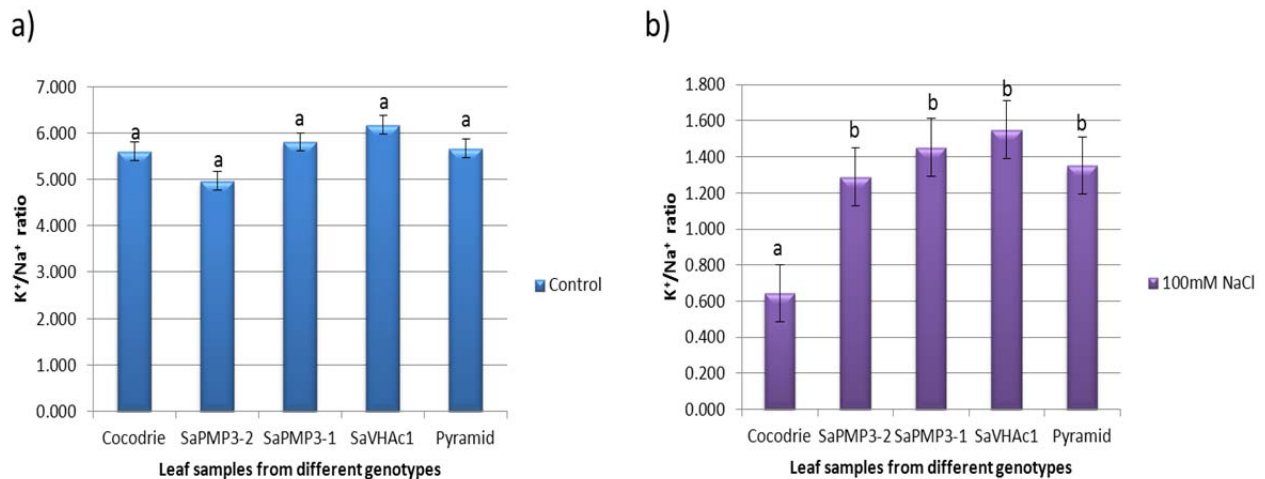 a)
7.000
6.000
5.000
4.000
3.000
2.000
1.000
0.000
K⁺/Na⁺ ratio
a
a
a
a
a
Cocodrie SaPMP3-2 SaPMP3-1 SaVHAc1 Pyramid
Leaf samples from different genotypes
Control
b)
1.800
1.600
1.400
1.200
1.000
0.800
0.600
0.400
0.200
0.000
K⁺/Na⁺ ratio
a
b
b
b
b
Cocodrie SaPMP3-2 SaPMP3-1 SaVHAc1 Pyramid
Leaf samples from different genotypes
100mM NaCl